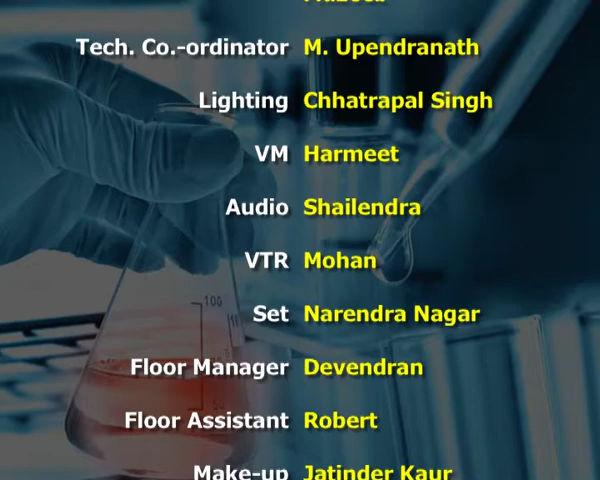 Tech. Co.-ordinator M. Upendranath
Lighting Chhatrapal Singh
VM Harmeet
Audio Shailendra
VTR Mohan
100
Set Narendra Nagar
Floor Manager Devendran
Floor Assistant Robert
Make-up Jatinder Kaur